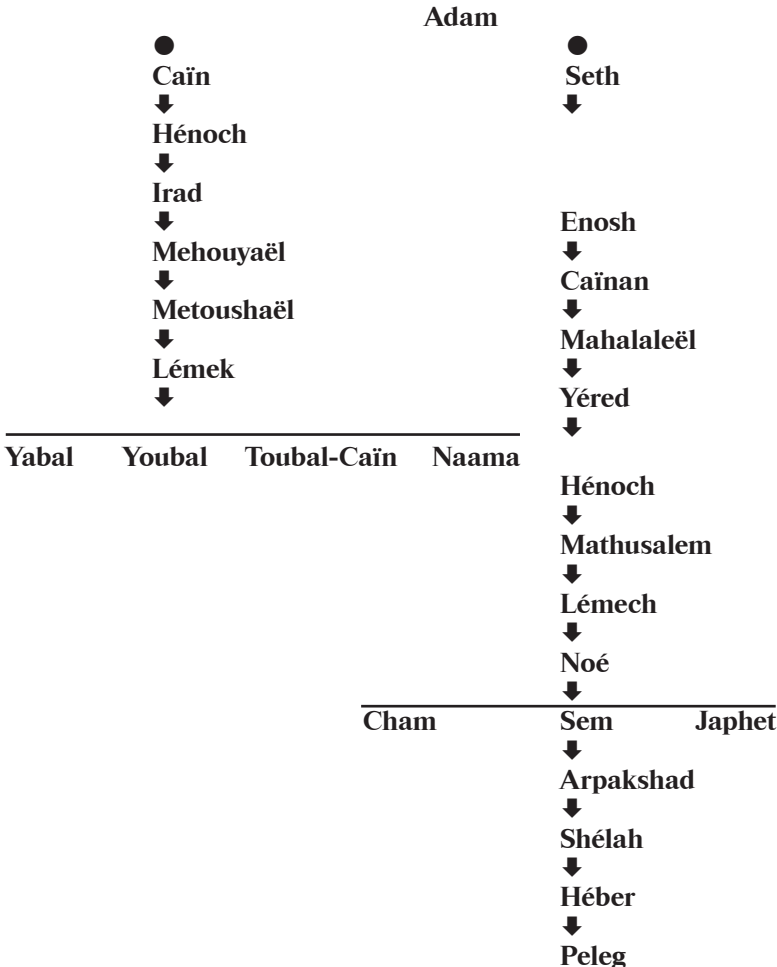 Adam
Caïn Seth
Hénoch
Irad
Enosh
Mehouyaël
Caïnan
Metoushaël
Mahalaleël
Lémek
Yéred
Yabal Youbal Toubal-Caïn Naama
Hénoch
Mathusalem
Lémech
Noé
Cham Sem Japhet
Arpakshad
Shélah
Héber
Peleg